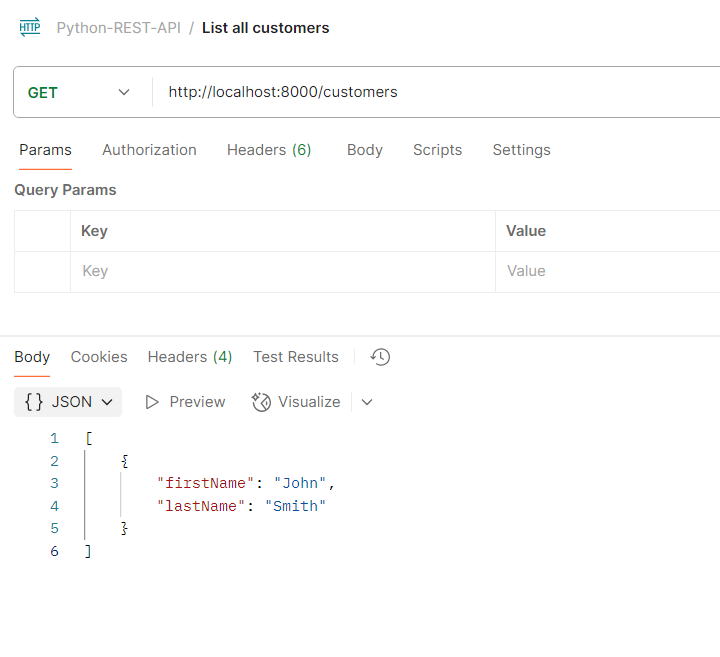 HTTP Python-REST-API / List all customers
GET http://localhost:8000/customers
Params Authorization Headers (6) Body Scripts Settings
Query Params
Key Value
Key Value
Body Cookies Headers (4) Test Results
{} JSON Preview Visualize
1 [
2 {
3 "firstName": "John",
4 "lastName": "Smith"
5 }
6 ]